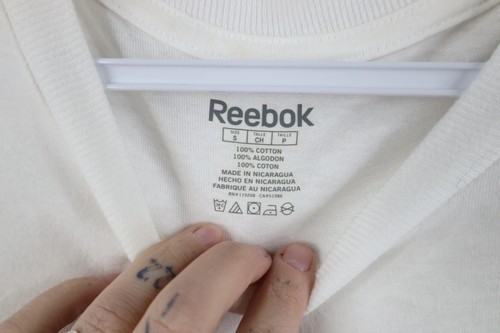 Reebok
SIZE TALLE TAILLE
S CH P
100% COTTON
100% ALGODON
100% COTON
MADE IN NICARAGUA
HECHO EN NICARAGUA
FABRIQUE AU NICARAGUA